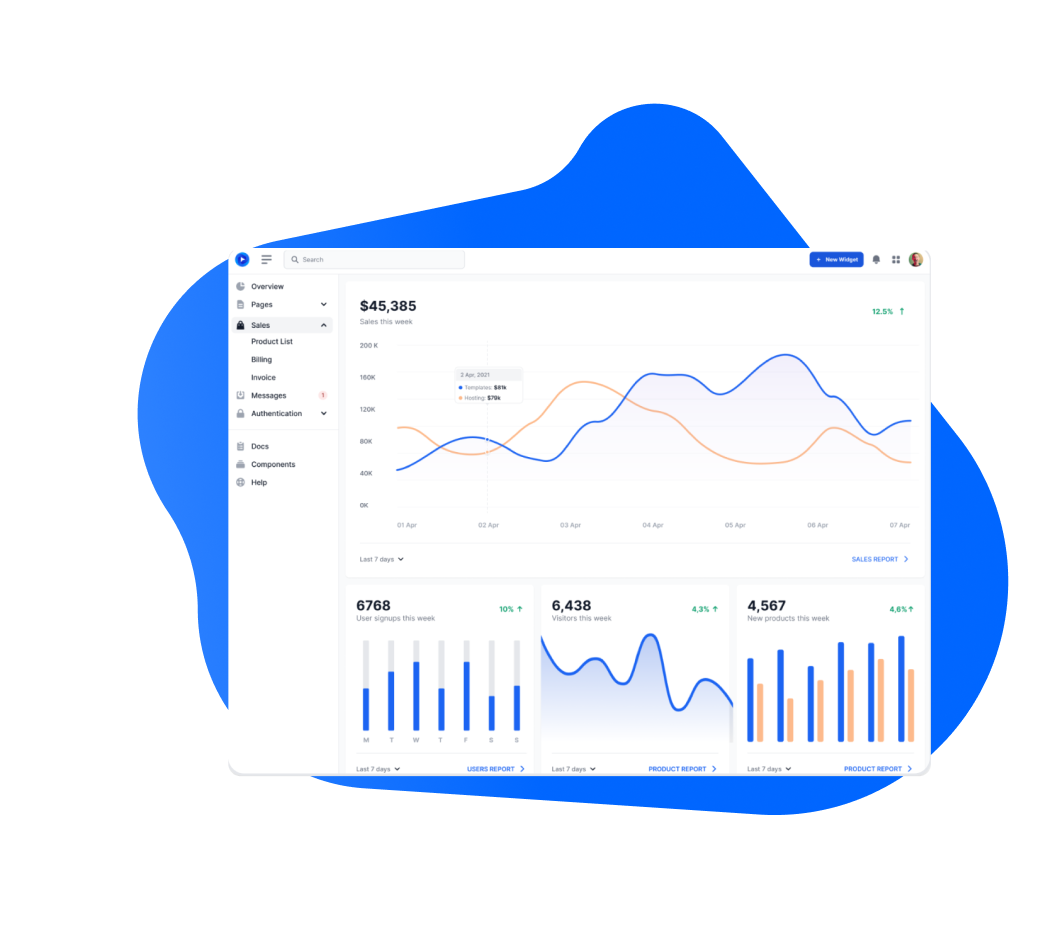 Search
+ New Widget
Overview
Pages
Sales
Product List
Billing
Invoice
Messages 1
Authentication
Docs
Components
Help
$45,385
Sales this week
12.5%
200 K
160K
120K
80K
40K
0K
2 Apr, 2021
Templates: $81k
Hosting: $79k
01 Apr 02 Apr 03 Apr 04 Apr 05 Apr 06 Apr 07 Apr
Last 7 days
SALES REPORT
6768
User signups this week
10%
M T W T F S S
Last 7 days
USERS REPORT
6,438
Visitors this week
4,3%
Last 7 days
PRODUCT REPORT
4,567
New products this week
4,6%
Last 7 days
PRODUCT REPORT